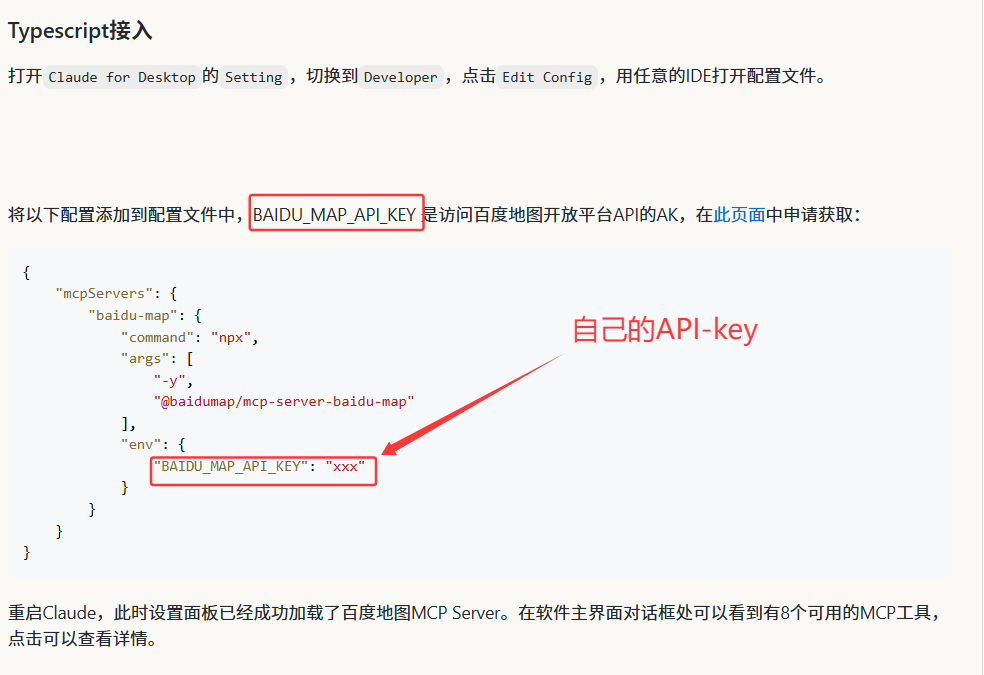 Typescript接入
打开 Claude for Desktop 的 Setting ，切换到 Developer ，点击 Edit Config ，用任意的IDE打开配置文件。
将以下配置添加到配置文件中，BAIDU_MAP_API_KEY 是访问百度地图开放平台API的AK，在此页面中申请获取：
{
    "mcpServers": {
        "baidu-map": {
            "command": "npx",
            "args": [
                "-y",
                "@baidumap/mcp-server-baidu-map"
            ],
            "env": {
                "BAIDU_MAP_API_KEY": "xxx"
            }
        }
    }
}
自己的API-key
重启Claude，此时设置面板已经成功加载了百度地图MCP Server。在软件主界面对话框处可以看到有8个可用的MCP工具，
点击可以查看详情。